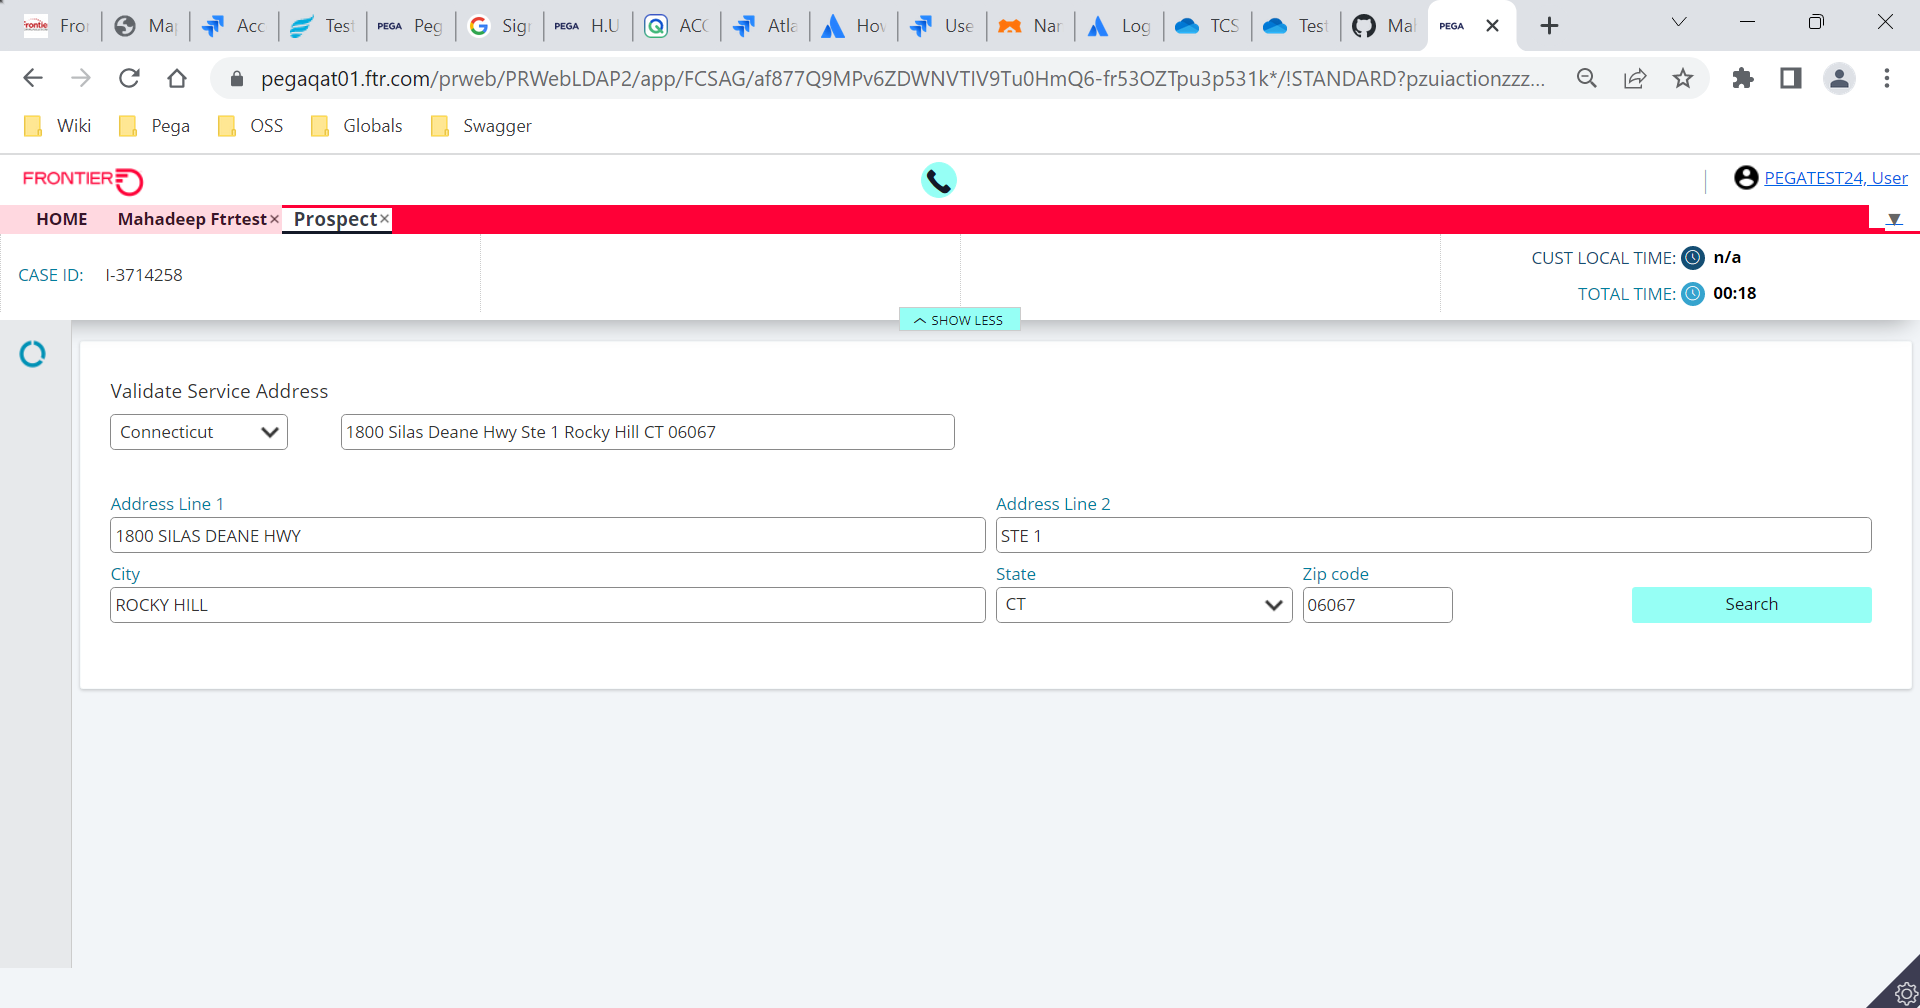 Fror Ma Acc Test PEGA Peg Sigr PEGA H.U ACC Atla How Use Nar Log TCS Test Mal PEGA
pegaqat01.ftr.com/prweb/PRWebLDAP2/app/FCSAG/af877Q9MPv6ZDWNVTIV9Tu0HmQ6-fr53OZTpu3p531k*/!STANDARD?pzuiactionzzz...
Wiki Pega OSS Globals Swagger
FRONTIER
PEGATEST24, User
HOME Mahadeep Ftrtest× Prospect×
CASE ID: I-3714258
CUST LOCAL TIME: n/a
TOTAL TIME: 00:18
SHOW LESS
Validate Service Address
Connecticut 1800 Silas Deane Hwy Ste 1 Rocky Hill CT 06067
Address Line 1 Address Line 2
1800 SILAS DEANE HWY STE 1
City State Zip code
ROCKY HILL CT 06067 Search